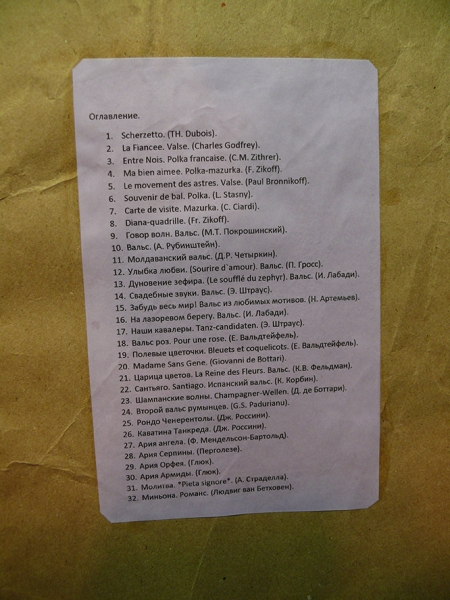 Оглавление.
1. Scherzetto. (TH. Dubois).
2. La Fiancee. Valse. (Charles Godfrey).
3. Entre Nois. Polka francaise. (C.M. Zithrer).
4. Ma bien aimee. Polka-mazurka. (F. Zikoff).
5. Le movement des astres. Valse. (Paul Bronnikoff).
6. Souvenir de bal. Polka. (L. Stasny).
7. Carte de visite. Mazurka. (C. Ciardi).
8. Diana-quadrille. (Fr. Zikoff).
9. Говор волн. Вальс. (М.Т. Покрошинский).
10. Вальс. (А. Рубинштейн).
11. Молдаванский вальс. (Д.Р. Четыркин).
12. Улыбка любви. (Sourire d`amour). Вальс. (П. Гросс).
13. Дуновение зефира. (Le soufflé du zephyr). Вальс. (И. Лабади).
14. Свадебные звуки. Вальс. (Э. Штраус).
15. Забудь весь мир! Вальс из любимых мотивов. (Н. Артемьев).
16. На лазоревом берегу. Вальс. (И. Лабади).
17. Наши кавалеры. Tanz-candidaten. (Э. Штраус).
18. Вальс роз. Pour une rose. (Е. Вальдтейфель).
19. Полевые цветочки. Bleuets et coquelicots. (Е. Вальдтейфель).
20. Madame Sans Gene. (Giovanni de Bottari).
21. Царица цветов. La Reine des Fleurs. Вальс. (К.В. Фельдман).
22. Сантьяго. Santiago. Испанский вальс. (К. Корбин).
23. Шампанские волны. Champagner-Wellen. (Д. де Боттари).
24. Второй вальс румынцев. (G.S. Padurianu).
25. Рондо Ченерентолы. (Дж. Россини).
26. Каватина Танкреда. (Дж. Россини).
27. Ария ангела. (Ф. Мендельсон-Бартольд).
28. Ария Серпины. (Перголезе).
29. Ария Орфея. (Глюк).
30. Ария Армиды. (Глюк).
31. Молитва. *Pieta signore*. (А. Страделла).
32. Миньона. Романс. (Людвиг ван Бетховен).